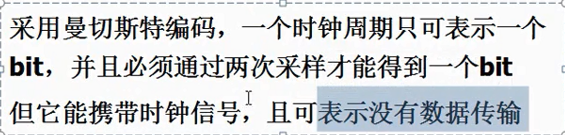 采用曼切斯特编码，一个时钟周期只可表示一个
bit，并且必须通过两次采样才能得到一个bit
但它能携带时钟信号，且可表示没有数据传输